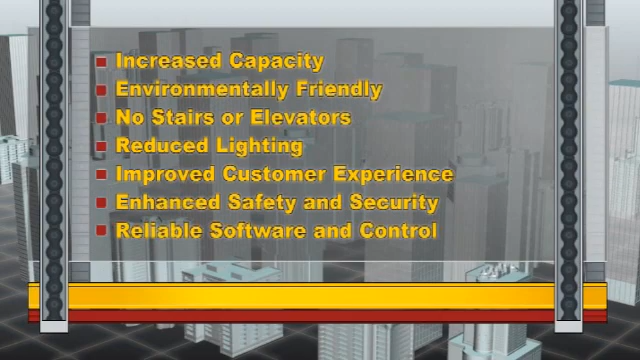 Increased Capacity
Environmentally Friendly
No Stairs or Elevators
Reduced Lighting
Improved Customer Experience
Enhanced Safety and Security
Reliable Software and Control